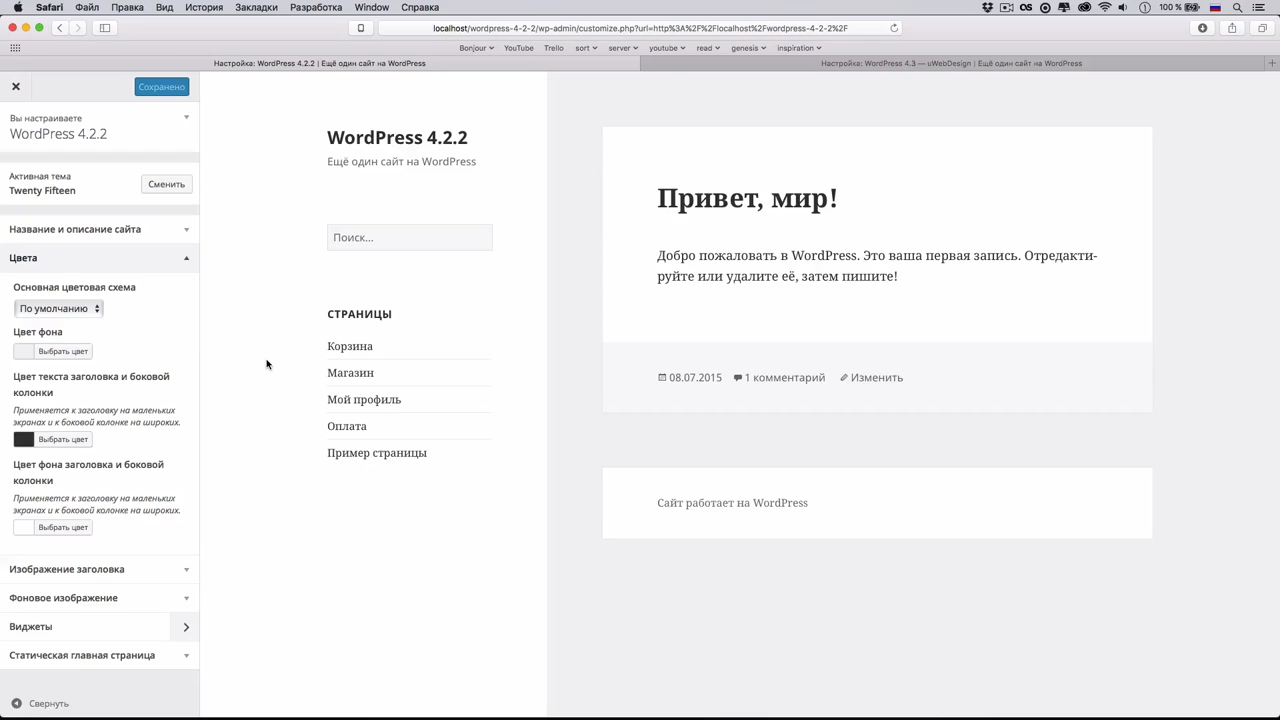 Safari Файл Правка Вид История Закладки Разработка Window Справка 100 %
localhost/wordpress-4-2-2/wp-admin/customize.php?url=http%3A%2F%2Flocalhost%2Fwordpress-4-2-2%2F
Bonjour YouTube Trello sort server youtube read genesis inspiration
Настройка: WordPress 4.2.2 | Ещё один сайт на WordPress
Настройка: WordPress 4.3 — uWebDesign | Ещё один сайт на WordPress
Сохранено
Вы настраиваете
WordPress 4.2.2
Активная тема
Twenty Fifteen
Сменить
Название и описание сайта
Цвета
Основная цветовая схема
По умолчанию
Цвет фона
Выбрать цвет
Цвет текста заголовка и боковой
колонки
Применяется к заголовку на маленьких
экранах и к боковой колонке на широких.
Выбрать цвет
Цвет фона заголовка и боковой
колонки
Применяется к заголовку на маленьких
экранах и к боковой колонке на широких.
Выбрать цвет
Изображение заголовка
Фоновое изображение
Виджеты
Статическая главная страница
Свернуть
WordPress 4.2.2
Ещё один сайт на WordPress
Поиск…
СТРАНИЦЫ
Корзина
Магазин
Мой профиль
Оплата
Пример страницы
Привет, мир!
Добро пожаловать в WordPress. Это ваша первая запись. Отредакти-
руйте или удалите её, затем пишите!
08.07.2015 1 комментарий Изменить
Сайт работает на WordPress